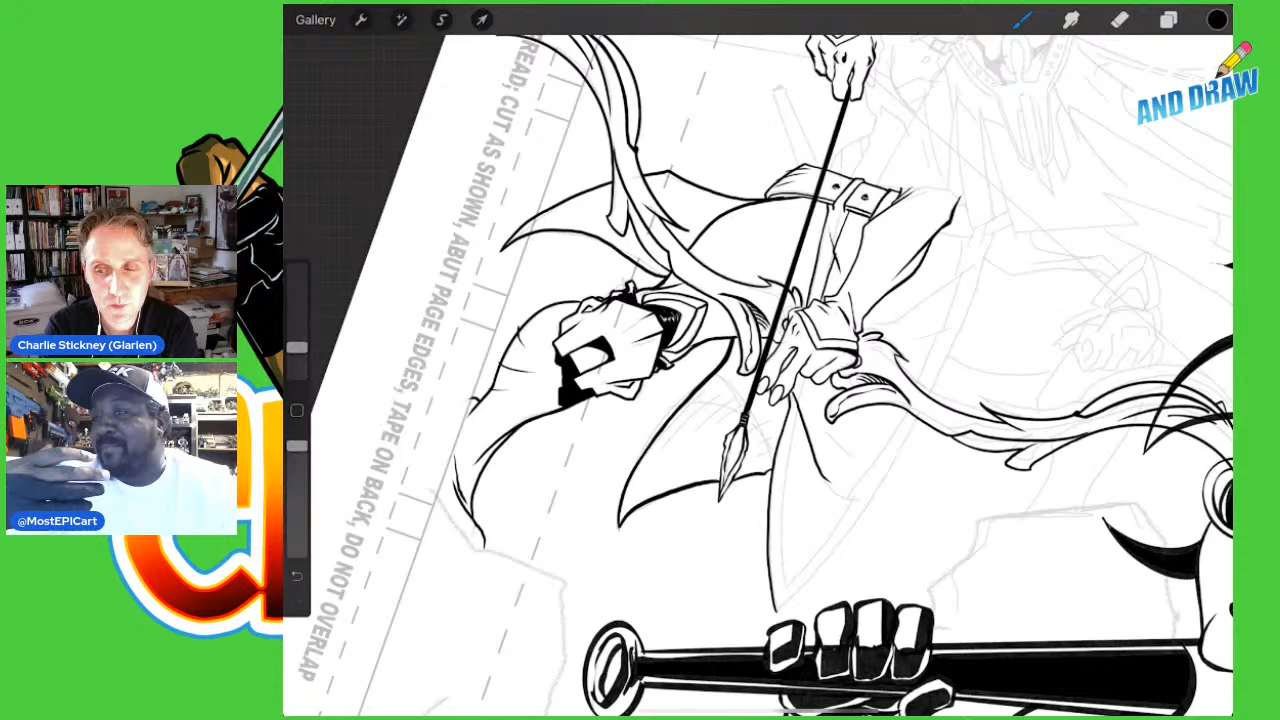 Gallery
TREAD; CUT AS SHOWN, ABUT PAGE EDGES, TAPE ON BACK, DO NOT OVERLAP
AND DRAW
Charlie Stickney (Glarien)
@MostEPICart